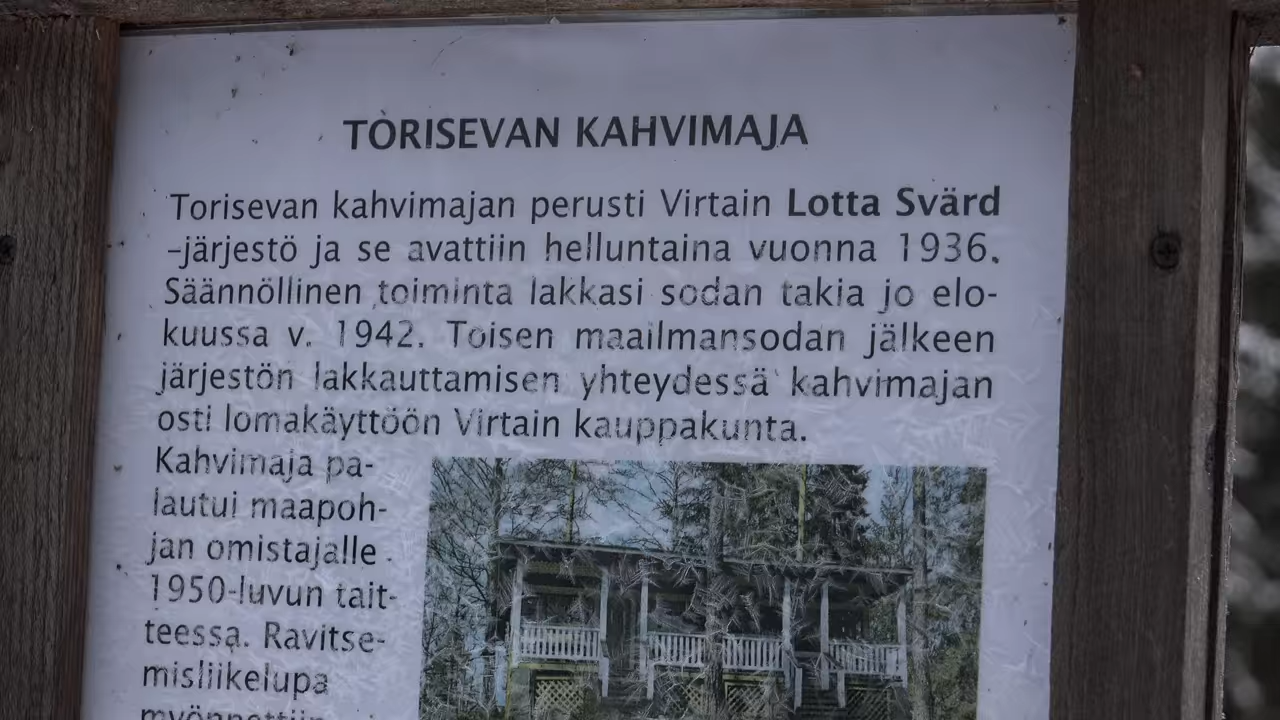 TORISEVAN KAHVIMAJA
Torisevan kahvimajan perusti Virtain Lotta Svärd
-järjestö ja se avattiin helluntaina vuonna 1936.
Säännöllinen toiminta lakkasi sodan takia jo elo-
kuussa v. 1942. Toisen maailmansodan jälkeen
järjestön lakkauttamisen yhteydessä kahvimajan
osti lomakäyttöön Virtain kauppakunta.
Kahvimaja pa-
lautui maapoh-
jan omistajalle
1950-luvun tait-
teessa. Ravitse-
misliikelupa
myönnettiin